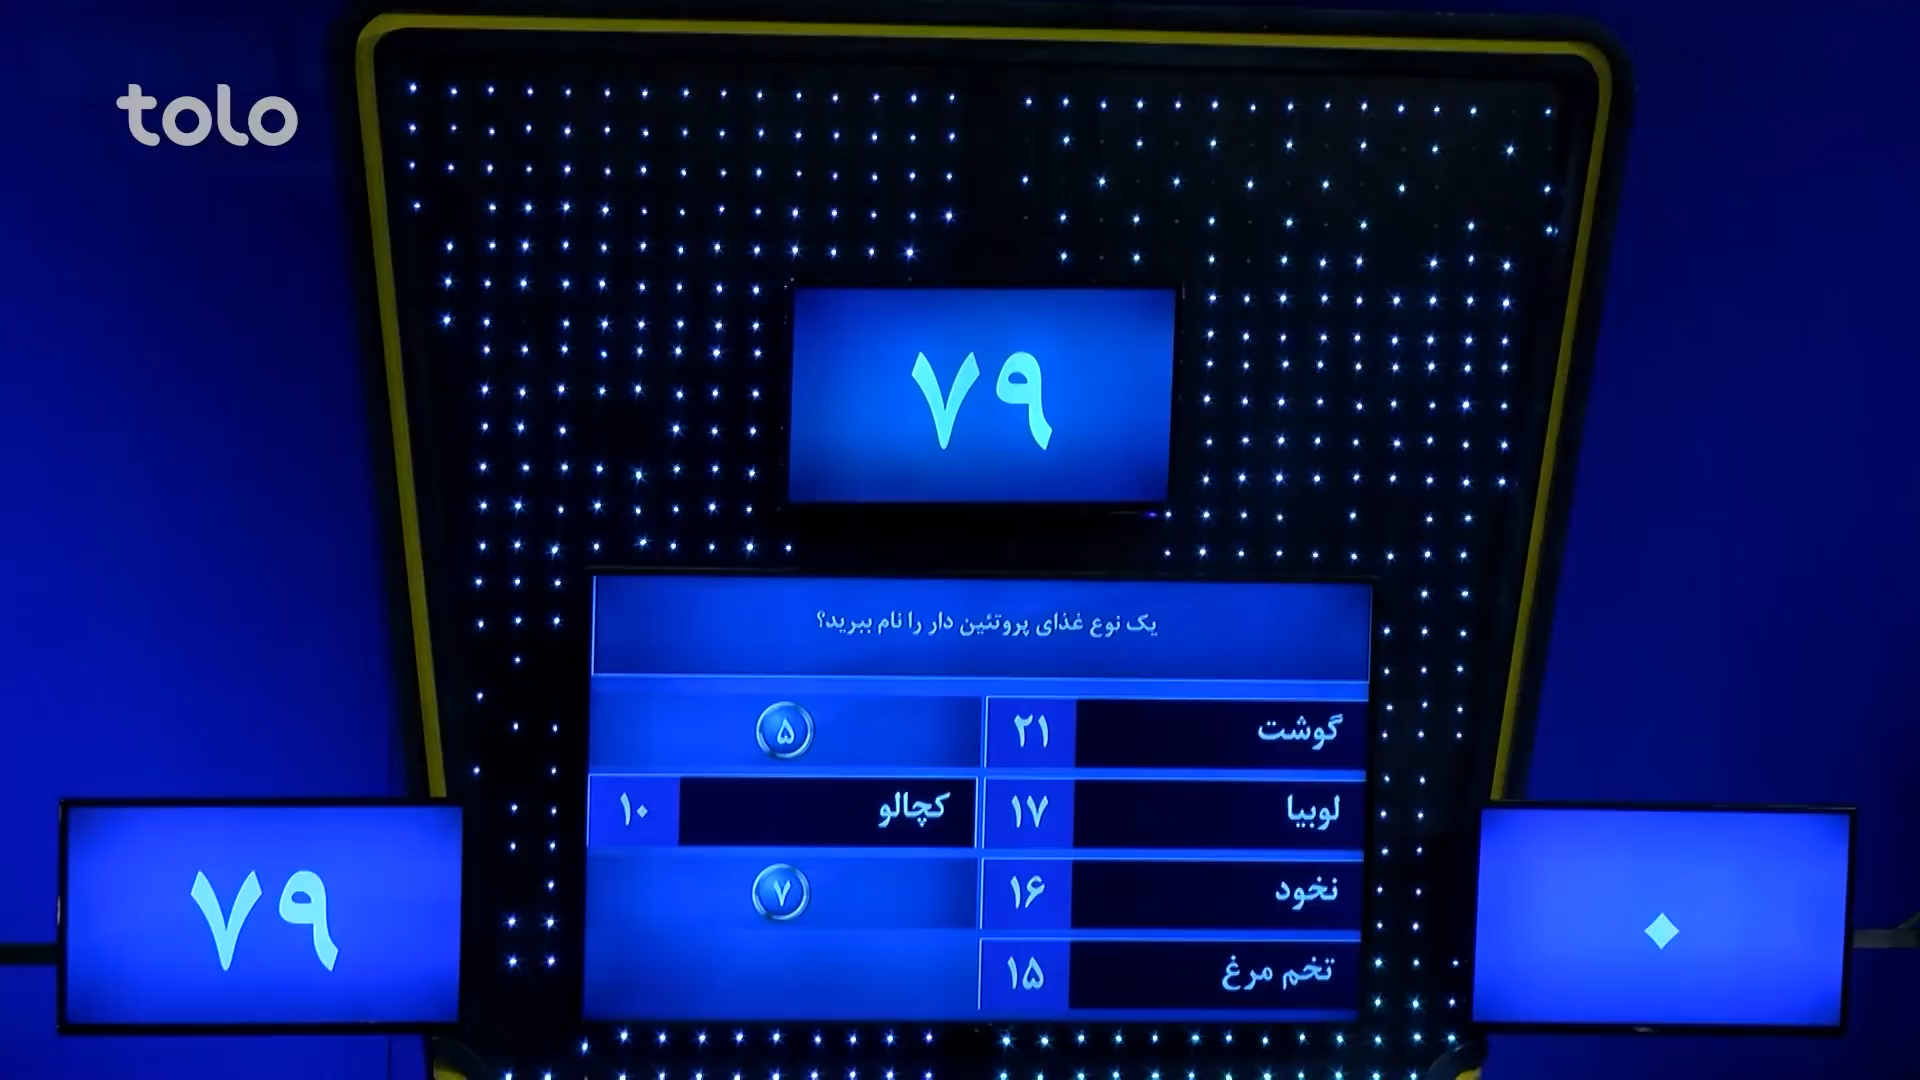 tolo
۷۹
یک نوع غذای پروتئین دار را نام ببرید؟
گوشت ۲۱
۵
لوبیا ۱۷
کچالو ۱۰
نخود ۱۶
۷
تخم مرغ ۱۵
۷۹
۰